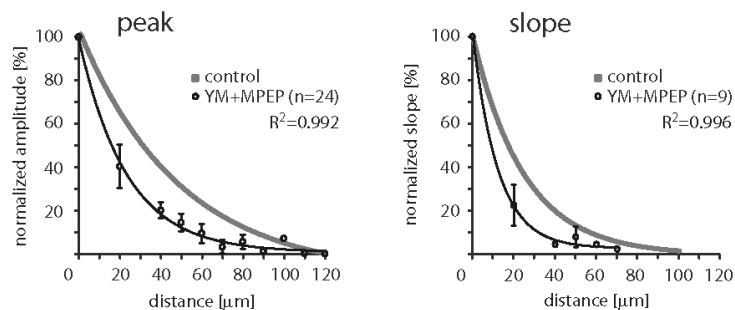 peak
normalized amplitude [%]
100
80
60
40
20
0
control
YM+MPEP (n=24)
R²=0.992
0 20 40 60 80 100 120
distance [µm]
slope
normalized slope [%]
100
80
60
40
20
control
YM+MPEP (n=9)
R²=0.996
0 20 40 60 80 100 120
distance [µm]